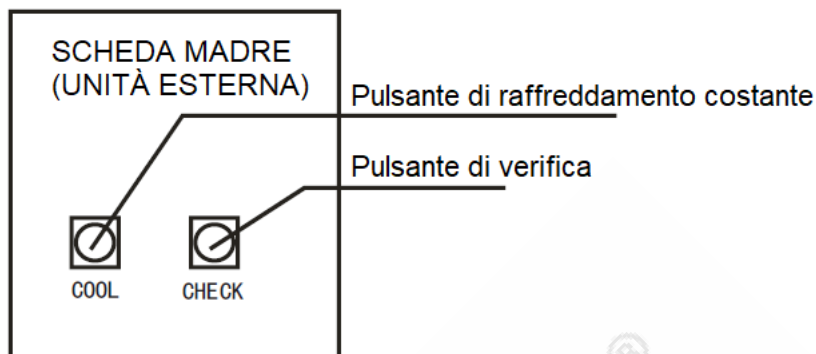 SCHEDA MADRE
(UNITÀ ESTERNA)
Pulsante di raffreddamento costante
Pulsante di verifica
COOL
CHECK